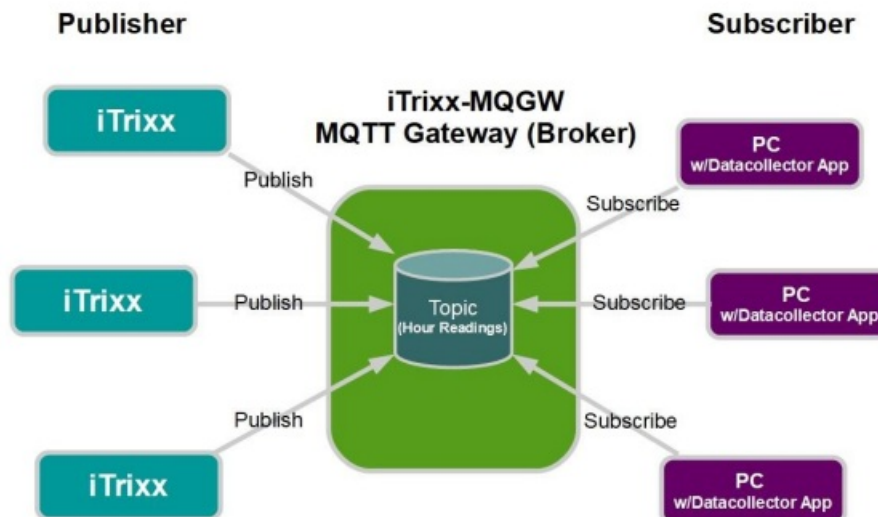 Publisher
Subscriber
iTrixx-MQGW
MQTT Gateway (Broker)
iTrixx
Publish
PC
w/Datacollector App
Subscribe
iTrixx
Publish
Topic
(Hour Readings)
Subscribe
PC
w/Datacollector App
iTrixx
Publish
Subscribe
PC
w/Datacollector App